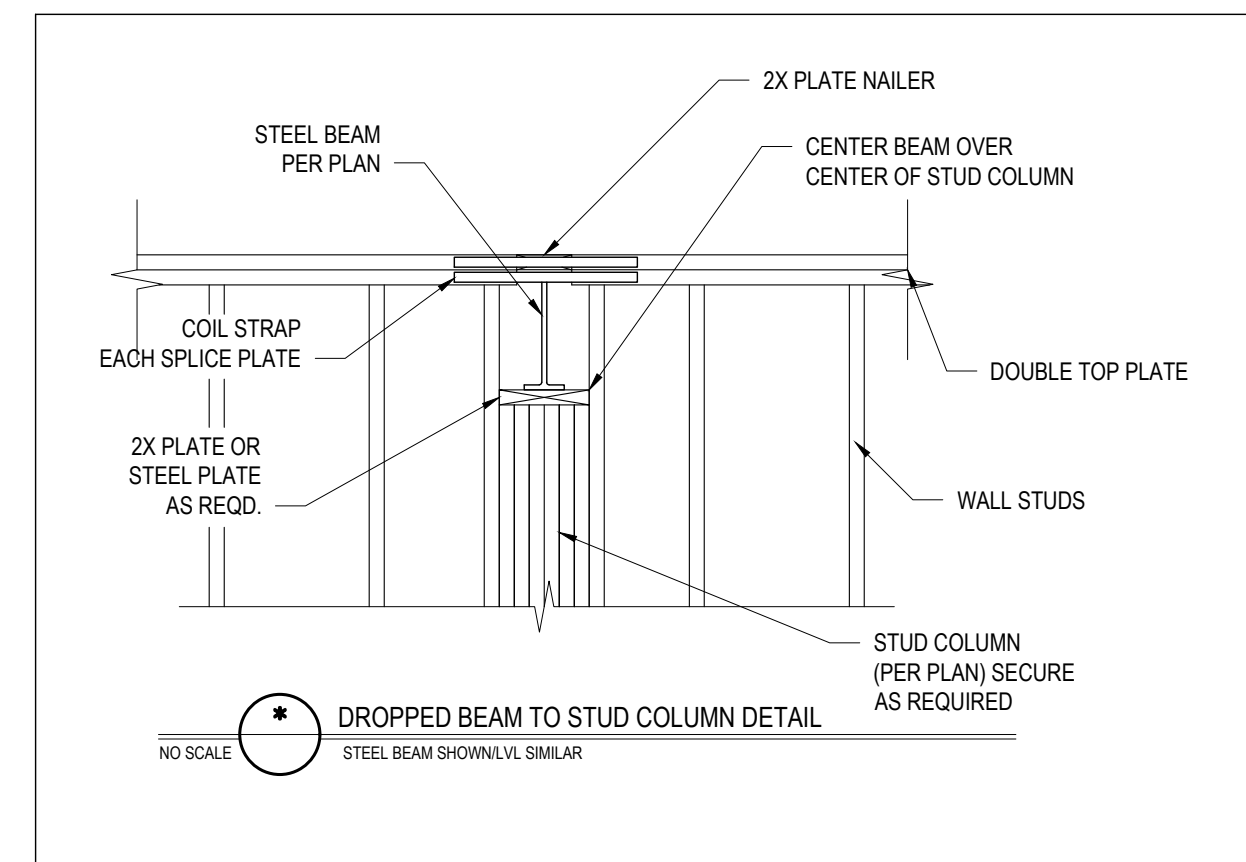 2X PLATE NAILER
STEEL BEAM
PER PLAN
CENTER BEAM OVER
CENTER OF STUD COLUMN
COIL STRAP
EACH SPLICE PLATE
DOUBLE TOP PLATE
2X PLATE OR
STEEL PLATE
AS REQD.
WALL STUDS
STUD COLUMN
(PER PLAN) SECURE
AS REQUIRED
*
DROPPED BEAM TO STUD COLUMN DETAIL
NO SCALE
STEEL BEAM SHOWN/LVL SIMILAR